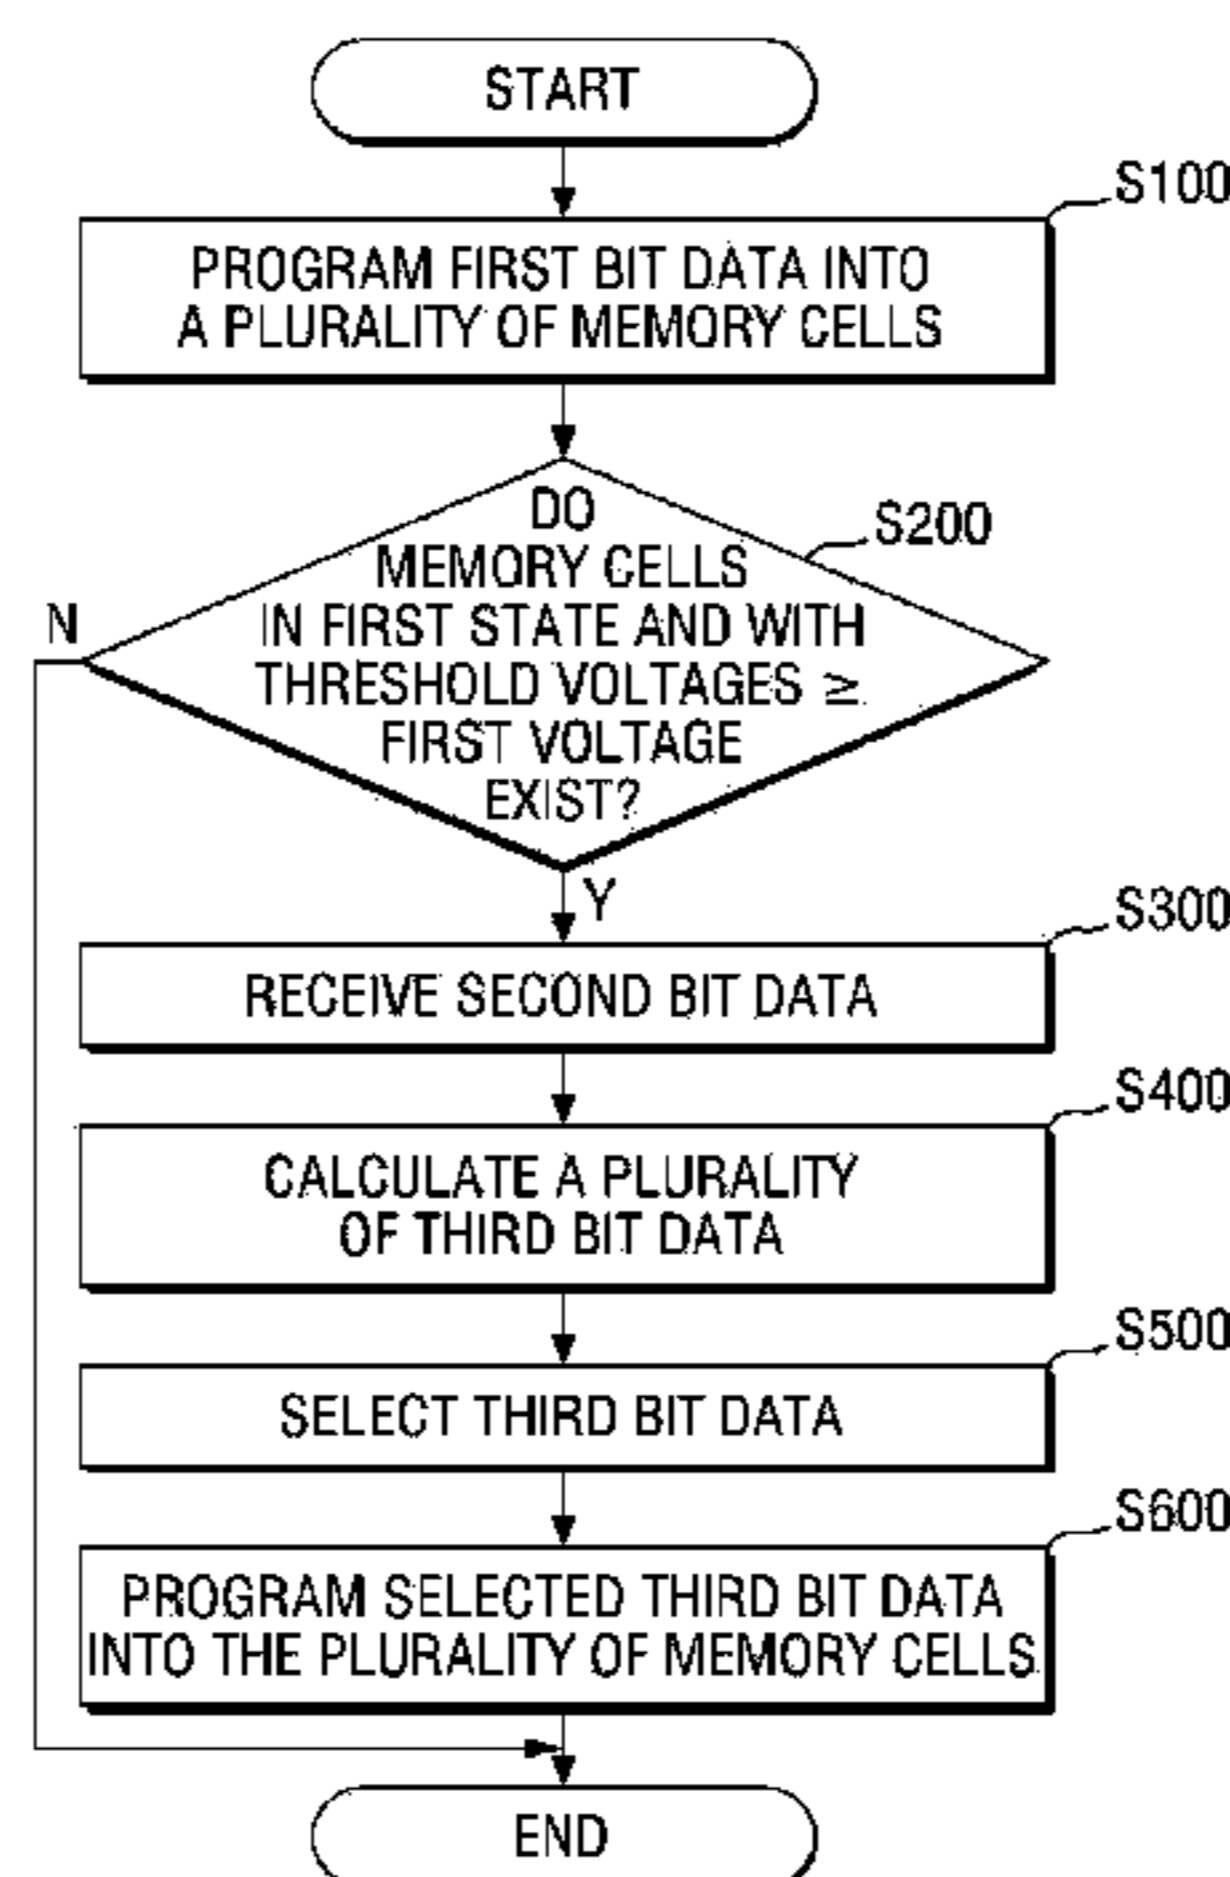 START
S100
PROGRAM FIRST BIT DATA INTO
A PLURALITY OF MEMORY CELLS
S200
DO
MEMORY CELLS
IN FIRST STATE AND WITH
THRESHOLD VOLTAGES ≥
FIRST VOLTAGE
EXIST?
N
Y
S300
RECEIVE SECOND BIT DATA
S400
CALCULATE A PLURALITY
OF THIRD BIT DATA
S500
SELECT THIRD BIT DATA
S600
PROGRAM SELECTED THIRD BIT DATA
INTO THE PLURALITY OF MEMORY CELLS
END